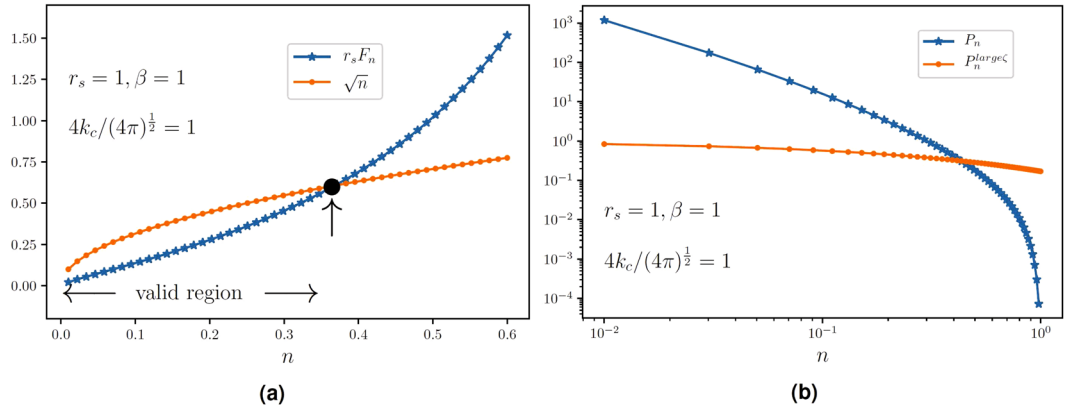 1.50
1.25
1.00
0.75
0.50
0.25
0.00
r_s F_n
√n
r_s = 1, β = 1
4k_c/(4π)^{1/2} = 1
valid region
0.0 0.1 0.2 0.3 0.4 0.5 0.6
n
(a)
10^3
10^2
10^1
10^0
10^−1
10^−2
10^−3
10^−4
P_n
P_n^{largeζ}
r_s = 1, β = 1
4k_c/(4π)^{1/2} = 1
10^−2 10^−1 10^0
n
(b)